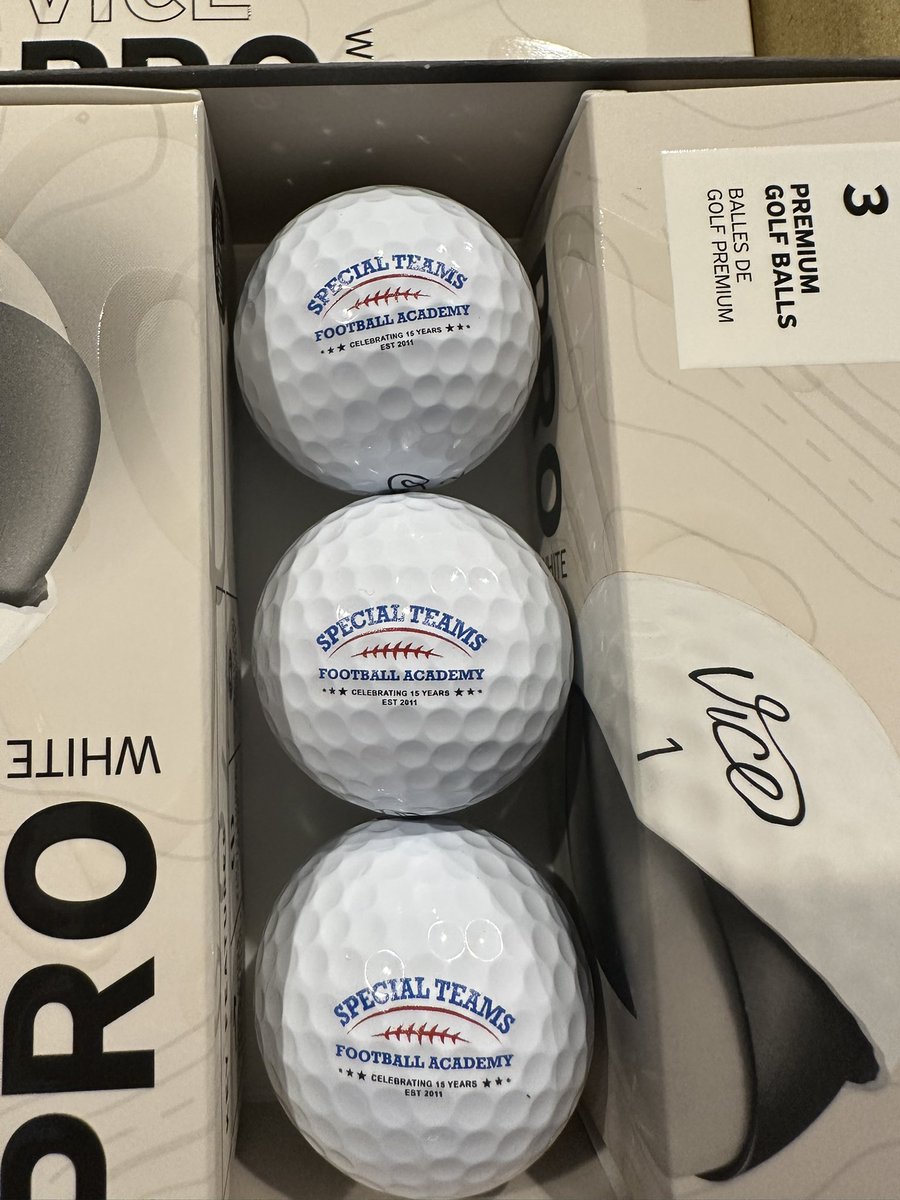 VICE
PRO
W
3
PREMIUM
GOLF BALLS
BALLES DE
GOLF PREMIUM
SPECIAL TEAMS
FOOTBALL ACADEMY
CELEBRATING 15 YEARS
EST 2011
SPECIAL TEAMS
FOOTBALL ACADEMY
CELEBRATING 15 YEARS
EST 2011
SPECIAL TEAMS
FOOTBALL ACADEMY
CELEBRATING 15 YEARS
EST 2011
WHITE
PRO
PRO
Vice
1